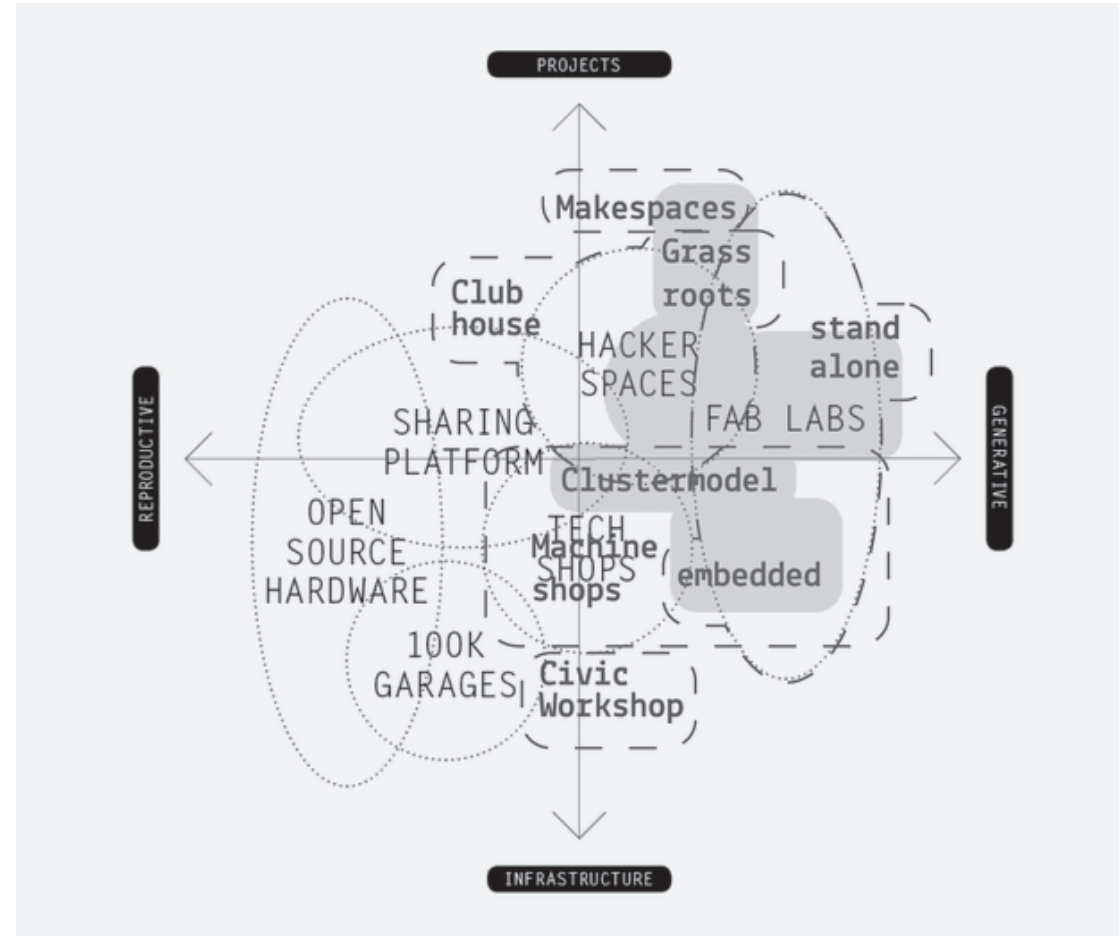 PROJECTS
Makespaces
Grass
roots
Club
house
stand
alone
HACKER
SPACES
FAB LABS
SHARING
PLATFORM
REPRODUCTIVE
GENERATIVE
Clustermodel
OPEN
SOURCE
HARDWARE
TECH
SHOPS
Machine
shops
embedded
100K
GARAGES
Civic
Workshop
INFRASTRUCTURE